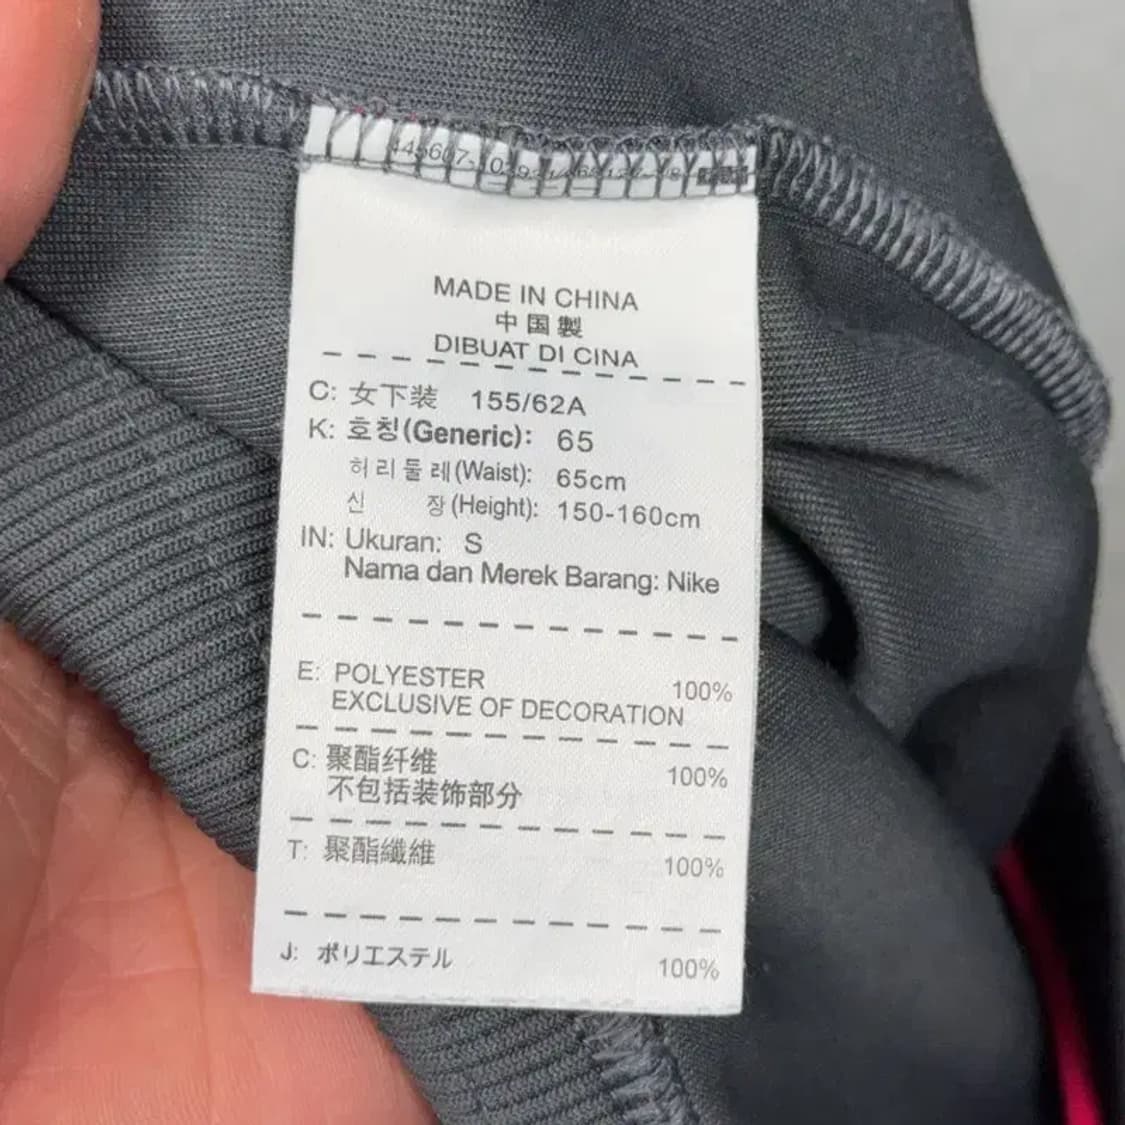 MADE IN CHINA
中国製
DIBUAT DI CINA
C: 女下装 155/62A
K: 호칭(Generic): 65
허리둘레(Waist): 65cm
신 장(Height): 150-160cm
IN: Ukuran: S
Nama dan Merek Barang: Nike
E: POLYESTER 100%
EXCLUSIVE OF DECORATION
C: 聚酯纤维 100%
不包括装饰部分
T: 聚酯纖維 100%
J: ポリエステル 100%